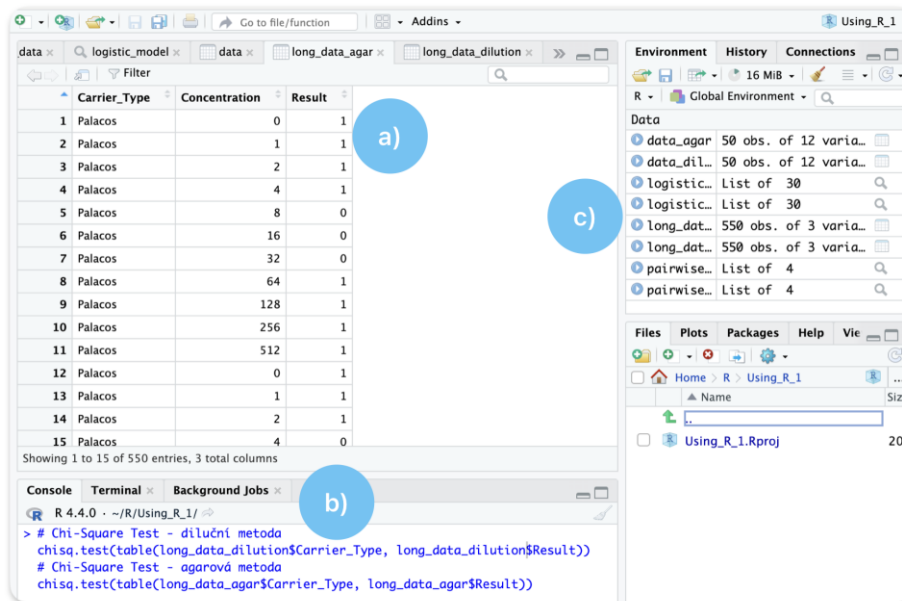 Go to file/function
Addins
Using_R_1
data
logistic_model
data
long_data_agar
long_data_dilution
Filter
Carrier_Type Concentration Result
1 Palacos 0 1
2 Palacos 1 1
3 Palacos 2 1
4 Palacos 4 1
5 Palacos 8 0
6 Palacos 16 0
7 Palacos 32 0
8 Palacos 64 1
9 Palacos 128 1
10 Palacos 256 1
11 Palacos 512 1
12 Palacos 0 1
13 Palacos 1 1
14 Palacos 2 1
15 Palacos 4 0
Showing 1 to 15 of 550 entries, 3 total columns
a)
Console Terminal Background Jobs
b)
R 4.4.0 · ~/R/Using_R_1/
> # Chi-Square Test - diluční metoda
chisq.test(table(long_data_dilution$Carrier_Type, long_data_dilution$Result))
# Chi-Square Test - agarová metoda
chisq.test(table(long_data_agar$Carrier_Type, long_data_agar$Result))
Environment History Connections
16 MiB
R Global Environment
Data
data_agar 50 obs. of 12 varia…
data_dil… 50 obs. of 12 varia…
logistic… List of 30
logistic… List of 30
c)
long_dat… 550 obs. of 3 varia…
long_dat… 550 obs. of 3 varia…
pairwise… List of 4
pairwise… List of 4
Files Plots Packages Help Vie
Home > R > Using_R_1 ...
Name Siz
..
Using_R_1.Rproj 20